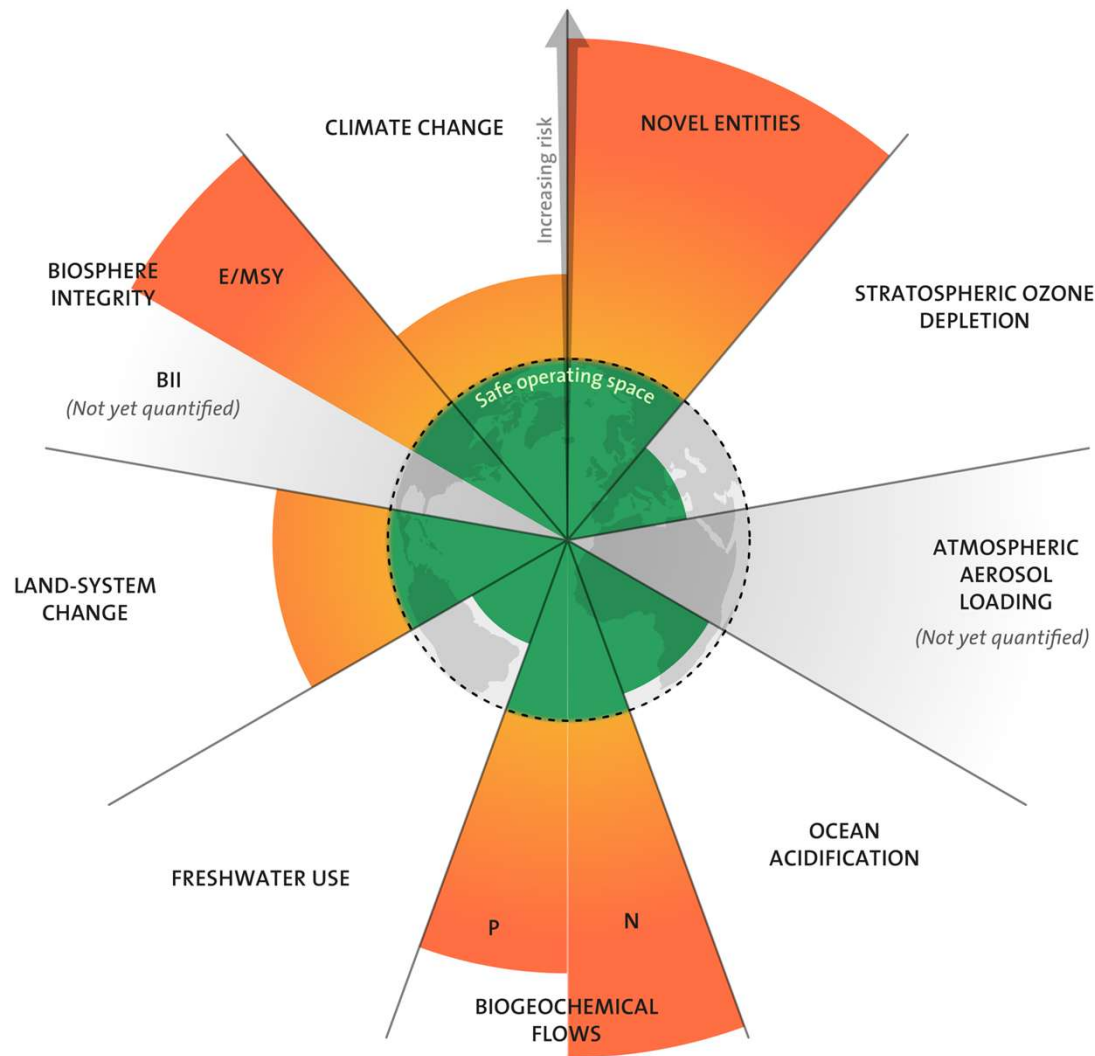 CLIMATE CHANGE
Increasing risk
NOVEL ENTITIES
BIOSPHERE
INTEGRITY
E/MSY
BII
(Not yet quantified)
STRATOSPHERIC OZONE
DEPLETION
Safe operating space
LAND-SYSTEM
CHANGE
ATMOSPHERIC
AEROSOL
LOADING
(Not yet quantified)
FRESHWATER USE
P
N
BIOGEOCHEMICAL
FLOWS
OCEAN
ACIDIFICATION